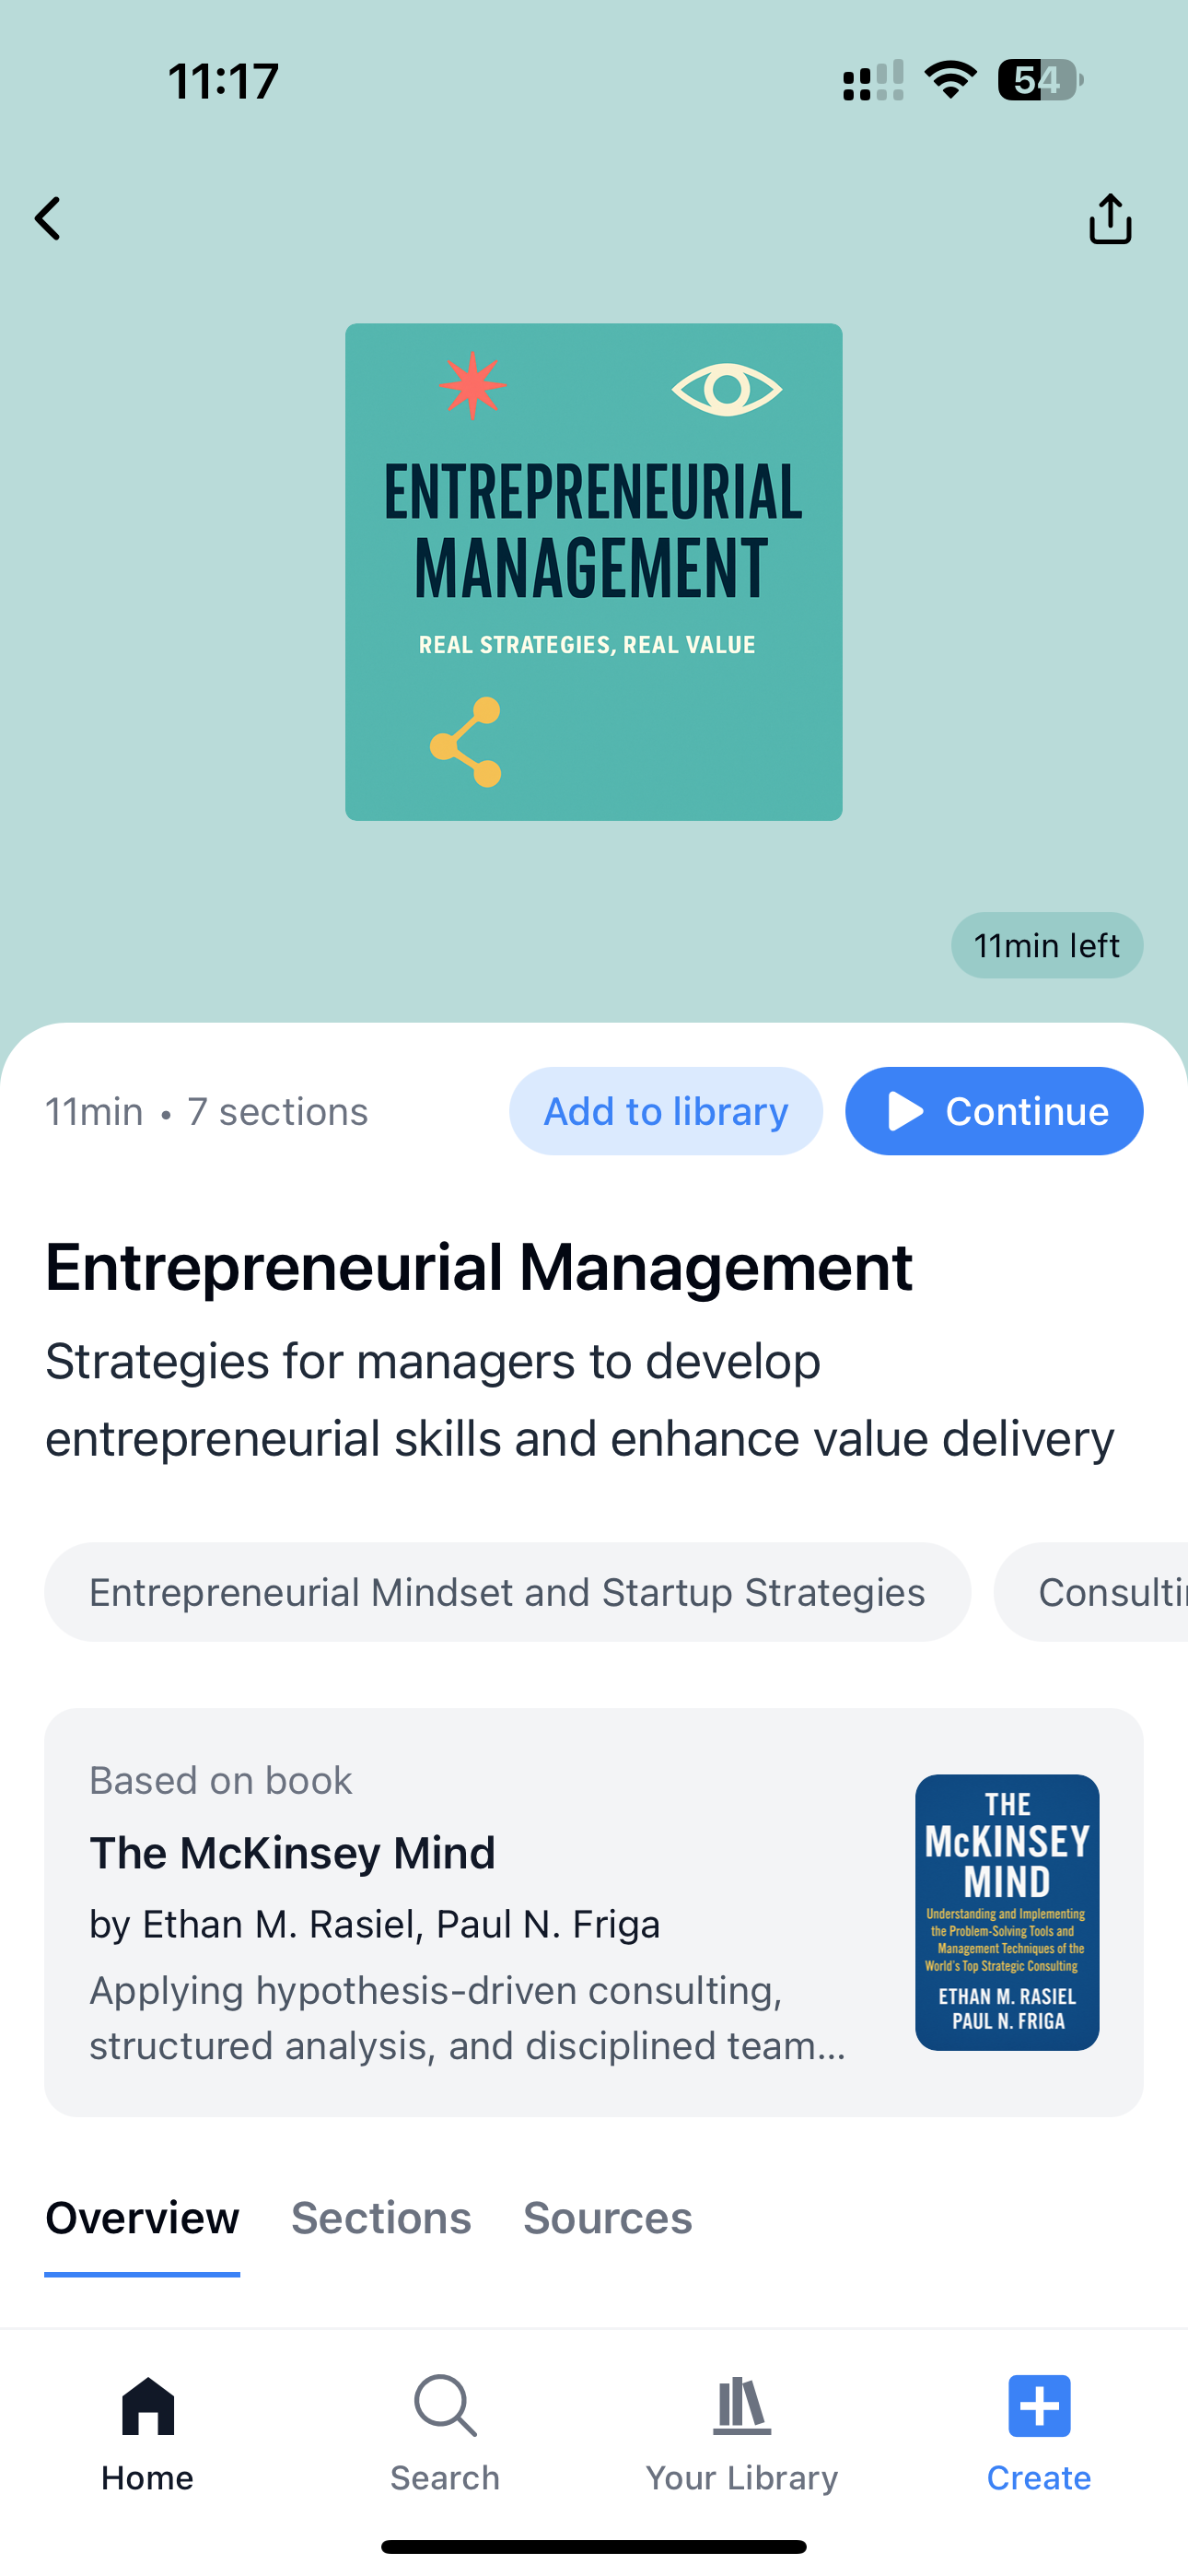 11:17
54
ENTREPRENEURIAL
MANAGEMENT
REAL STRATEGIES, REAL VALUE
11min left
11min • 7 sections
Add to library
Continue
Entrepreneurial Management
Strategies for managers to develop
entrepreneurial skills and enhance value delivery
Entrepreneurial Mindset and Startup Strategies
Based on book
The McKinsey Mind
by Ethan M. Rasiel, Paul N. Friga
Applying hypothesis-driven consulting,
structured analysis, and disciplined team...
THE
McKINSEY
MIND
Understanding and Implementing
the Problem-Solving Tools and
Management Techniques of the
World's Top Strategic Consulting
ETHAN M. RASIEL
PAUL N. FRIGA
Overview
Sections
Sources
Home
Search
Your Library
Create